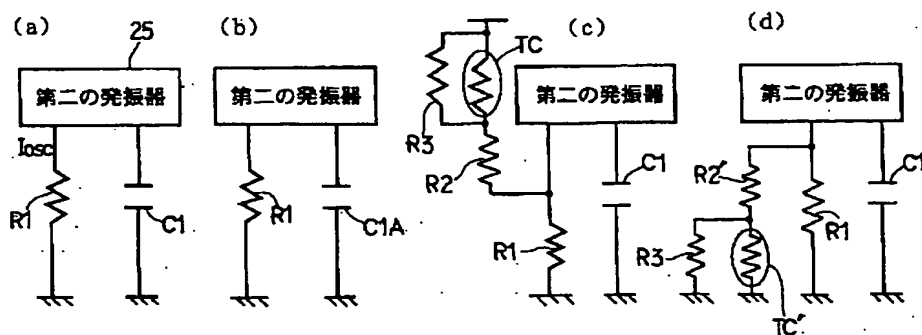 (a)
25
第二の発振器
Iosc
R1
C1
(b)
第二の発振器
R1
C1A
(c)
TC
R3
第二の発振器
R2
C1
R1
(d)
第二の発振器
C1
R2'
R3
R1
TC'